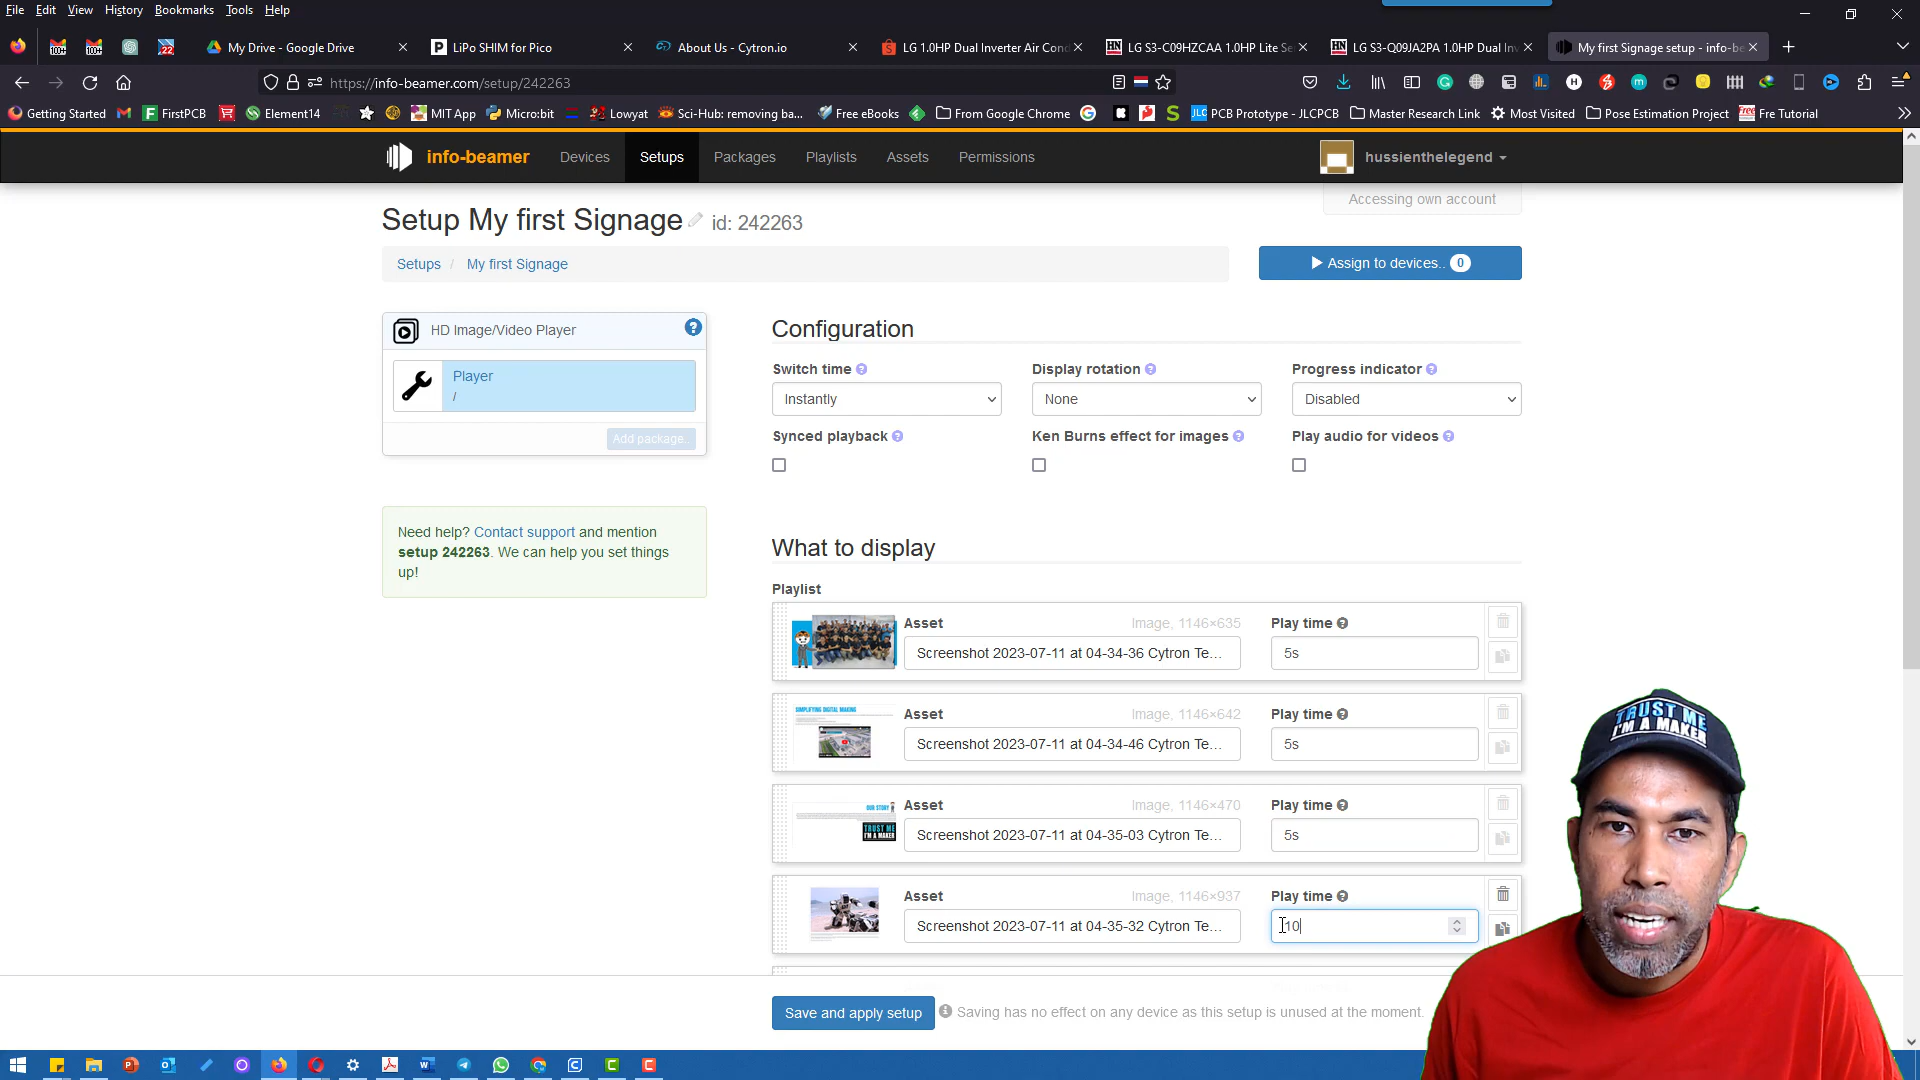 File Edit View History Bookmarks Tools Help
My Drive - Google Drive
LiPo SHIM for Pico
About Us - Cytron.io
LG 1.0HP Dual Inverter Air Cond
LG S3-C09HZCAA 1.0HP Lite Se
LG S3-Q09JA2PA 1.0HP Dual Inv
My first Signage setup - info-be
https://info-beamer.com/setup/242263
Getting Started
FirstPCB
Element14
MIT App
Micro:bit
Lowyat
Sci-Hub: removing ba...
Free eBooks
From Google Chrome
PCB Prototype - JLCPCB
Master Research Link
Most Visited
Pose Estimation Project
Fre Tutorial
info-beamer Devices Setups Packages Playlists Assets Permissions hussienthelegend
Accessing own account
Setup My first Signage id: 242263
Setups / My first Signage
Assign to devices.. 0
HD Image/Video Player ?
Player
/
Add package..
Need help? Contact support and mention
setup 242263. We can help you set things
up!
Configuration
Switch time ? Display rotation ? Progress indicator ?
Instantly None Disabled
Synced playback ? Ken Burns effect for images ? Play audio for videos ?
What to display
Playlist
Asset Image, 1146×635 Play time ?
Screenshot 2023-07-11 at 04-34-36 Cytron Te... 5s
SIMPLIFYING DIGITAL MAKING
Asset Image, 1146×642 Play time ?
Screenshot 2023-07-11 at 04-34-46 Cytron Te... 5s
OUR STORY
TRUST ME
I'M A MAKER
Asset Image, 1146×470 Play time ?
Screenshot 2023-07-11 at 04-35-03 Cytron Te... 5s
Asset Image, 1146×937 Play time ?
Screenshot 2023-07-11 at 04-35-32 Cytron Te... 10
Save and apply setup
Saving has no effect on any device as this setup is unused at the moment.
TRUST ME
I'M A MAKER